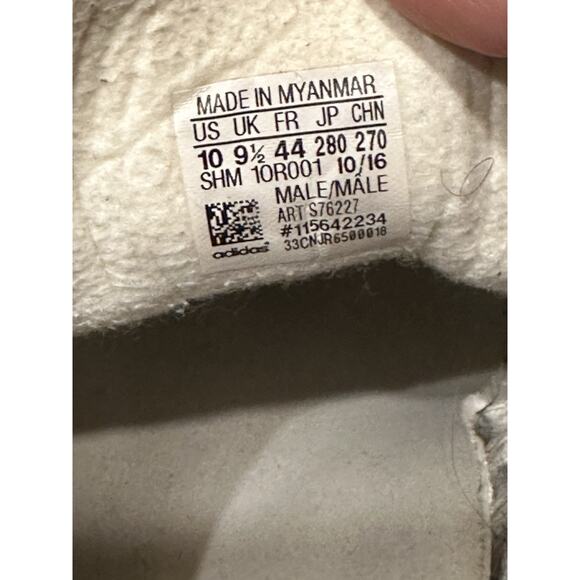 MADE IN MYANMAR
US UK FR JP CHN
10 9½ 44 280 270
SHM 10R001 10/16
MALE/MÂLE
ART S76227
#115642234
33CNJR6500018
adidas